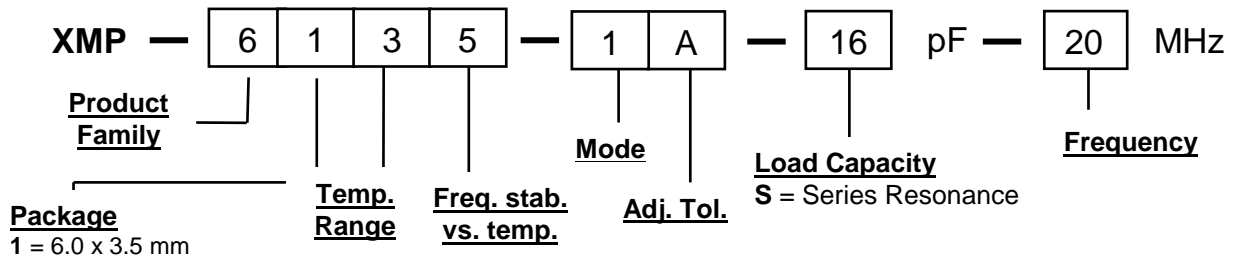 XMP — 6 1 3 5 — 1 A — 16 pF — 20 MHz
Product
Family
Package
1 = 6.0 x 3.5 mm
Temp.
Range
Freq. stab.
vs. temp.
Mode
Adj. Tol.
Load Capacity
S = Series Resonance
Frequency